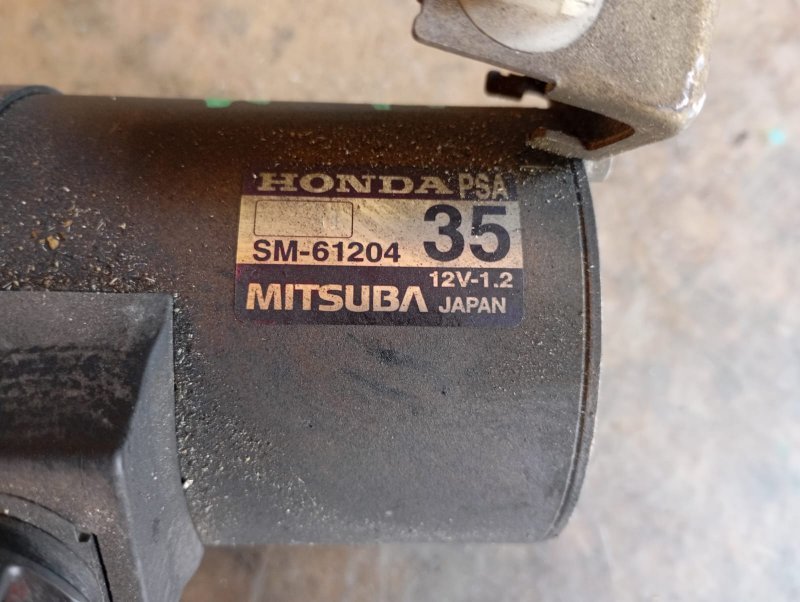 HONDA PSA
SM-61204 35
12V-1.2
MITSUBA JAPAN